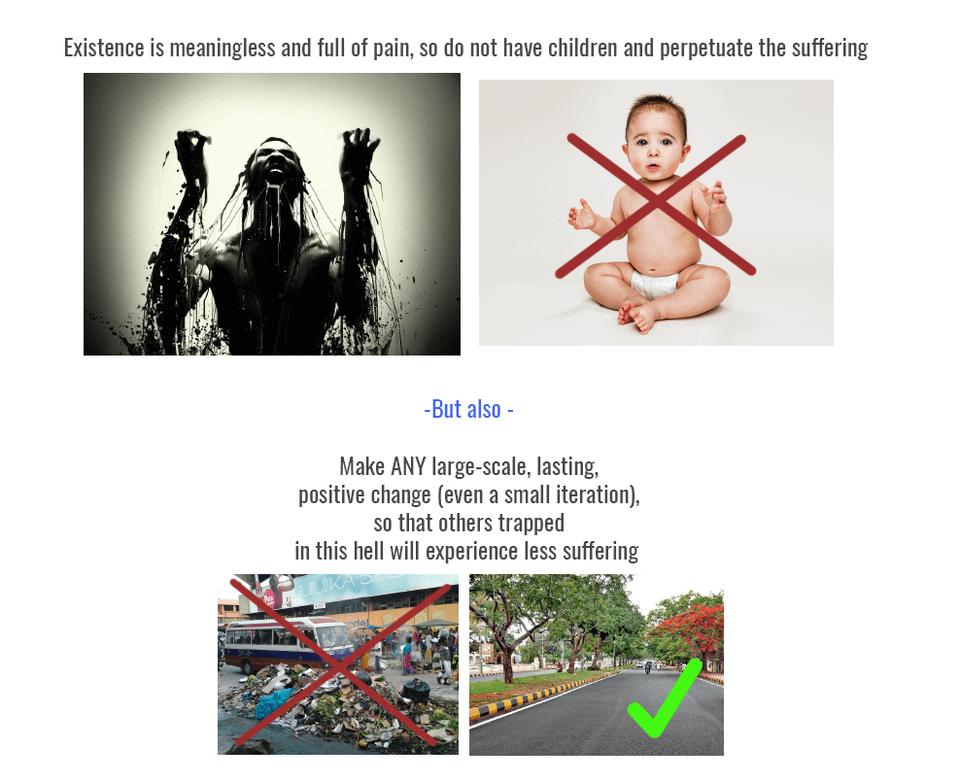 Existence is meaningless and full of pain, so do not have children and perpetuate the suffering
-But also -
Make ANY large-scale, lasting,
positive change (even a small iteration),
so that others trapped
in this hell will experience less suffering